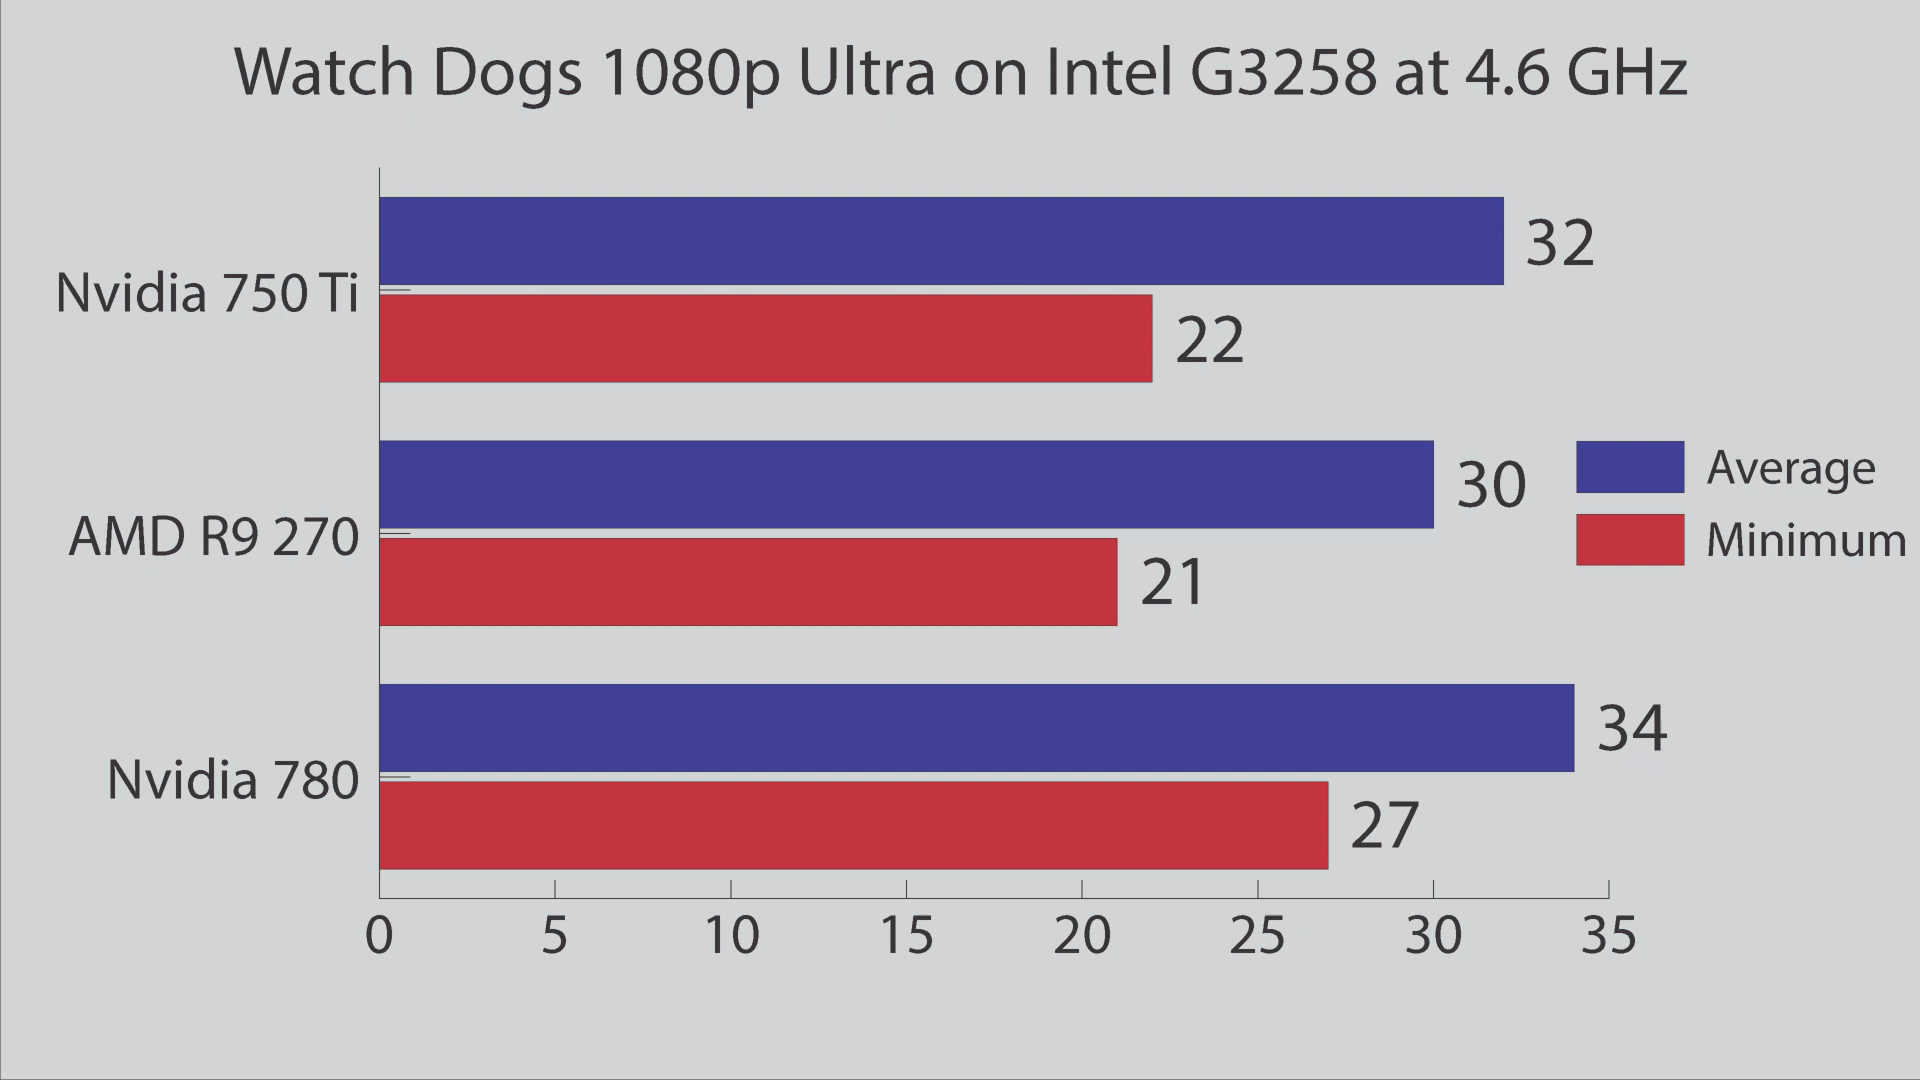 Watch Dogs 1080p Ultra on Intel G3258 at 4.6 GHz
Nvidia 750 Ti
32
22
AMD R9 270
30
21
Nvidia 780
34
27
Average
Minimum
0 5 10 15 20 25 30 35